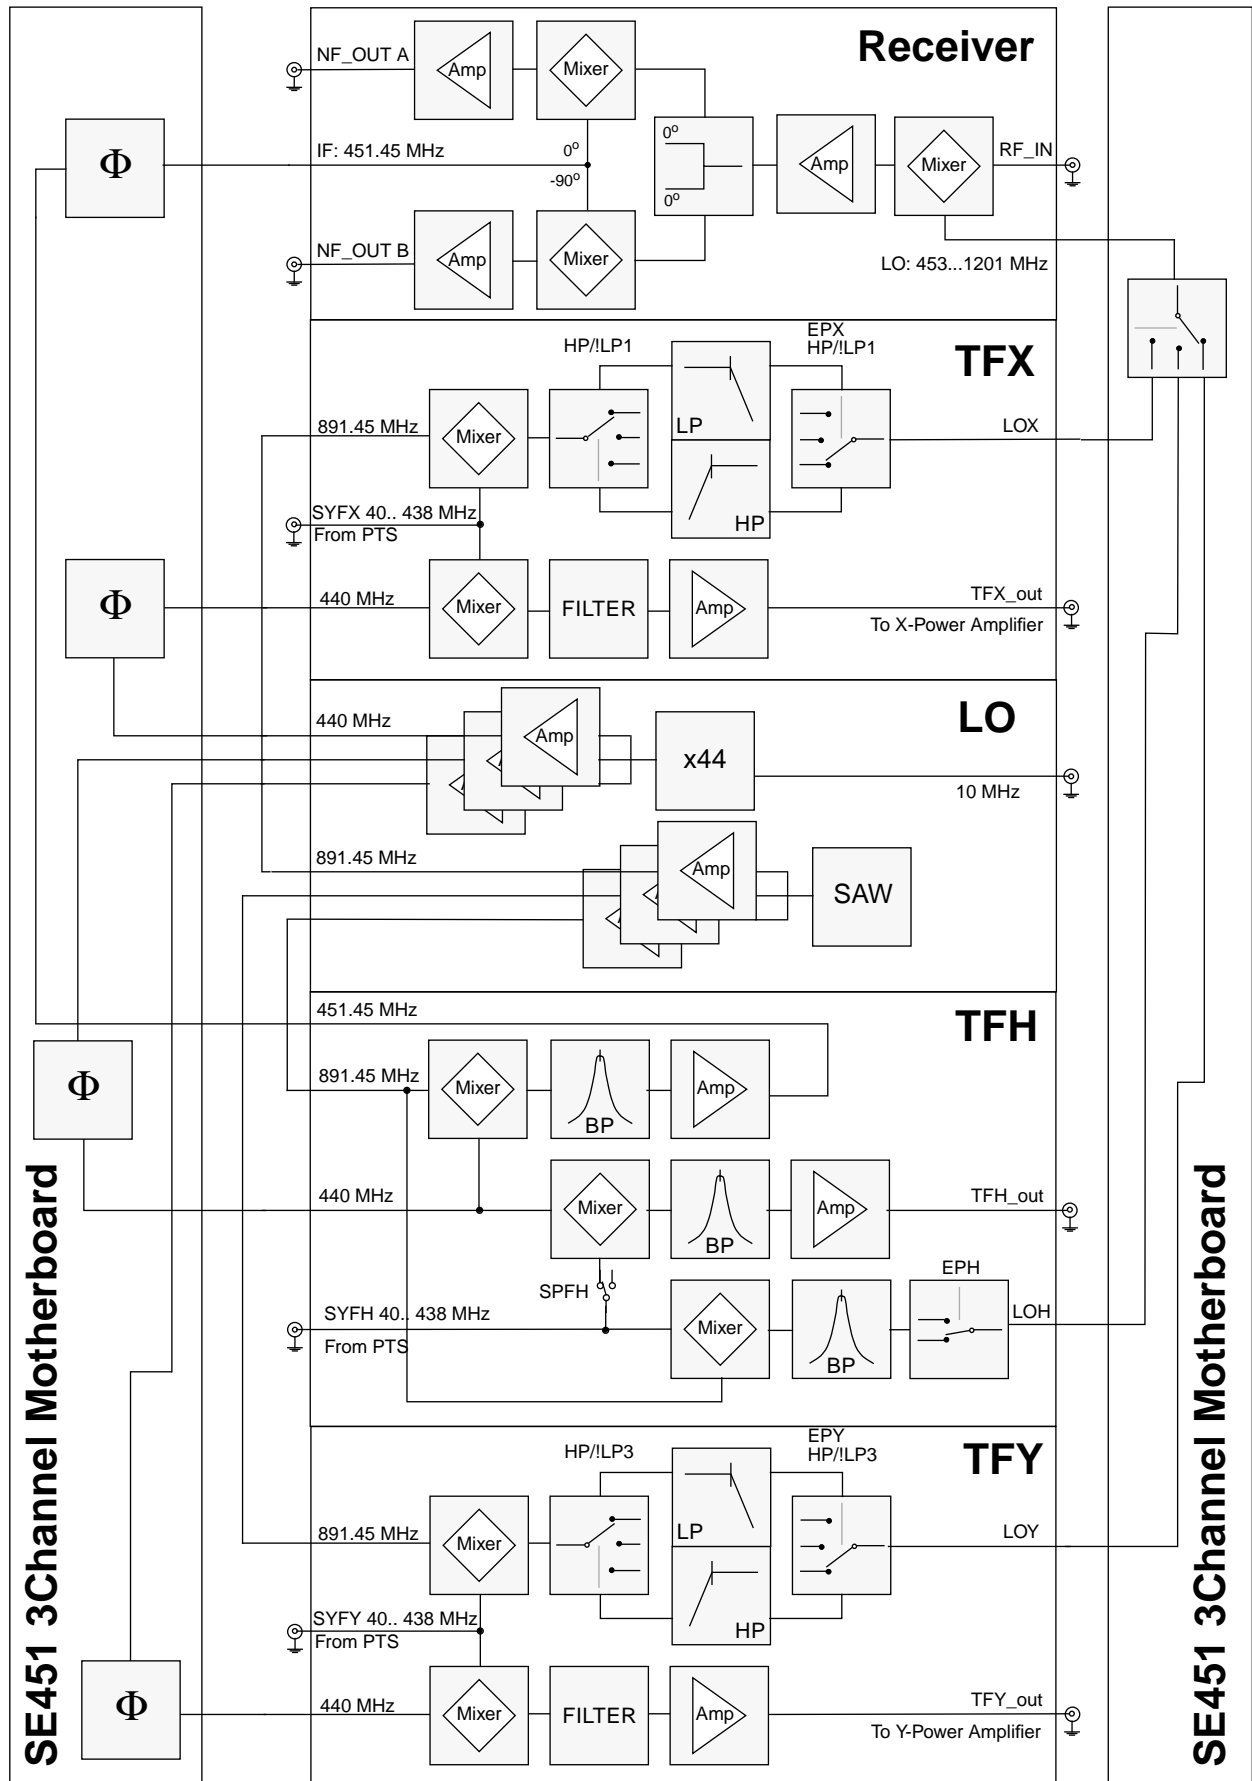 Receiver
NF_OUT A
Amp
Mixer
Φ
IF: 451.45 MHz
0o
-90o
0o
0o
Amp
Mixer
RF_IN
NF_OUT B
Amp
Mixer
LO: 453...1201 MHz
TFX
HP/!LP1
EPX
HP/!LP1
891.45 MHz
Mixer
LP
HP
LOX
SYFX 40.. 438 MHz
From PTS
Φ
440 MHz
Mixer
FILTER
Amp
TFX_out
To X-Power Amplifier
LO
440 MHz
Amp
x44
10 MHz
891.45 MHz
Amp
SAW
TFH
451.45 MHz
Φ
891.45 MHz
Mixer
BP
Amp
440 MHz
Mixer
BP
Amp
TFH_out
SPFH
EPH
SYFH 40.. 438 MHz
From PTS
Mixer
BP
LOH
TFY
HP/!LP3
EPY
HP/!LP3
891.45 MHz
Mixer
LP
HP
LOY
SYFY 40.. 438 MHz
From PTS
Φ
440 MHz
Mixer
FILTER
Amp
TFY_out
To Y-Power Amplifier
SE451 3Channel Motherboard
SE451 3Channel Motherboard